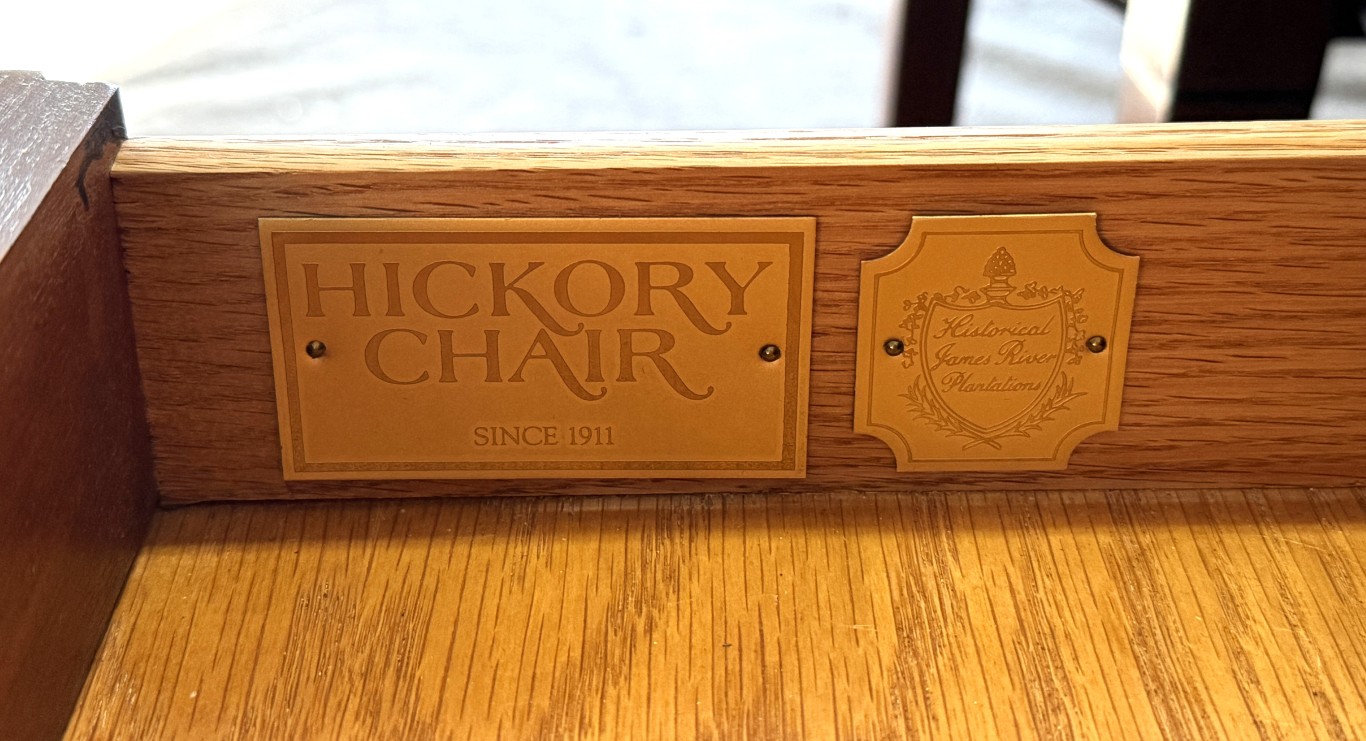 HICKORY
CHAIR
SINCE 1911
Historical
James River
Plantations